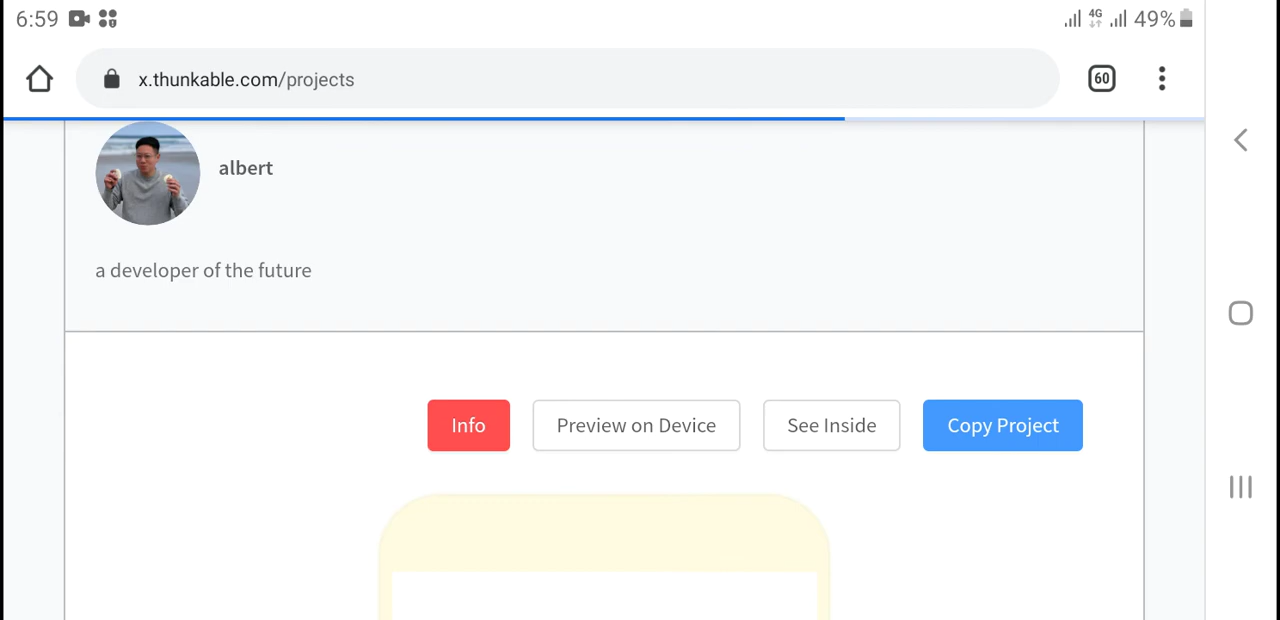 6:59
4G
49%
x.thunkable.com/projects
60
albert
a developer of the future
Info
Preview on Device
See Inside
Copy Project